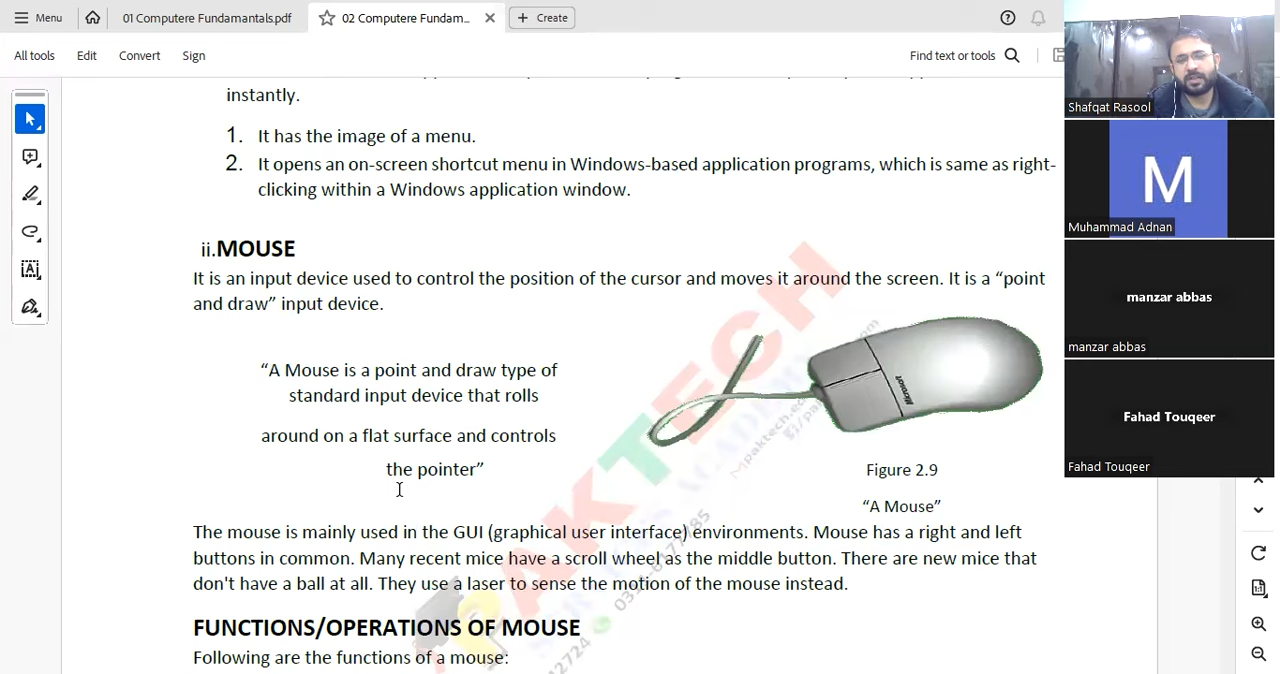 Menu
01 Computere Fundamantals.pdf
02 Computere Fundam...
Create
All tools
Edit
Convert
Sign
Find text or tools
instantly.
1. It has the image of a menu.
2. It opens an on-screen shortcut menu in Windows-based application programs, which is same as right-
clicking within a Windows application window.
ii.MOUSE
It is an input device used to control the position of the cursor and moves it around the screen. It is a “point
and draw” input device.
“A Mouse is a point and draw type of
standard input device that rolls
around on a flat surface and controls
the pointer”
Microsoft
Figure 2.9
“A Mouse”
The mouse is mainly used in the GUI (graphical user interface) environments. Mouse has a right and left
buttons in common. Many recent mice have a scroll wheel as the middle button. There are new mice that
don't have a ball at all. They use a laser to sense the motion of the mouse instead.
FUNCTIONS/OPERATIONS OF MOUSE
Following are the functions of a mouse:
PAKTECH
Shafqat Rasool
M
Muhammad Adnan
manzar abbas
manzar abbas
Fahad Touqeer
Fahad Touqeer